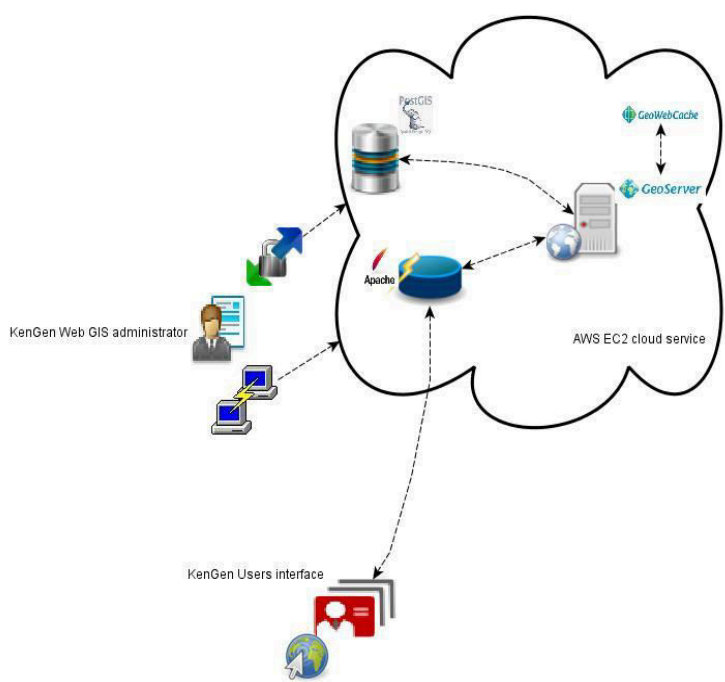 PostGIS
GeoWebCache
GeoServer
Apache
KenGen Web GIS administrator
AWS EC2 cloud service
KenGen Users interface